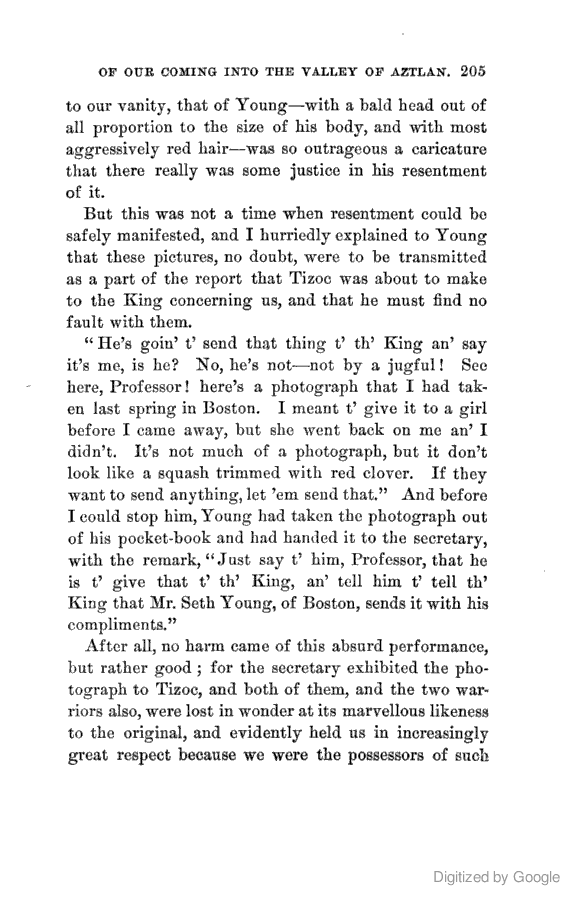 OF OUR COMING INTO THE VALLEY OF AZTLAN. 205
to our vanity, that of Young—with a bald head out of
all proportion to the size of his body, and with most
aggressively red hair—was so outrageous a caricature
that there really was some justice in his resentment
of it.
But this was not a time when resentment could be
safely manifested, and I hurriedly explained to Young
that these pictures, no doubt, were to be transmitted
as a part of the report that Tizoc was about to make
to the King concerning us, and that he must find no
fault with them.
“He's goin' t' send that thing t' th' King an' say
it's me, is he? No, he's not—not by a jugful! See
here, Professor! here's a photograph that I had tak-
en last spring in Boston. I meant t' give it to a girl
before I came away, but she went back on me an' I
didn't. It's not much of a photograph, but it don't
look like a squash trimmed with red clover. If they
want to send anything, let 'em send that.” And before
I could stop him, Young had taken the photograph out
of his pocket-book and had handed it to the secretary,
with the remark, “Just say t' him, Professor, that he
is t' give that t' th' King, an' tell him t' tell th'
King that Mr. Seth Young, of Boston, sends it with his
compliments.”
After all, no harm came of this absurd performance,
but rather good; for the secretary exhibited the pho-
tograph to Tizoc, and both of them, and the two war-
riors also, were lost in wonder at its marvellous likeness
to the original, and evidently held us in increasingly
great respect because we were the possessors of such
Digitized by Google